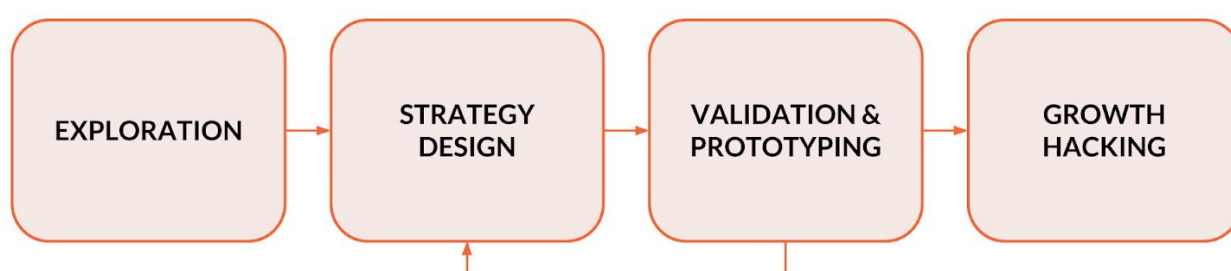 EXPLORATION
STRATEGY
DESIGN
VALIDATION &
PROTOTYPING
GROWTH
HACKING